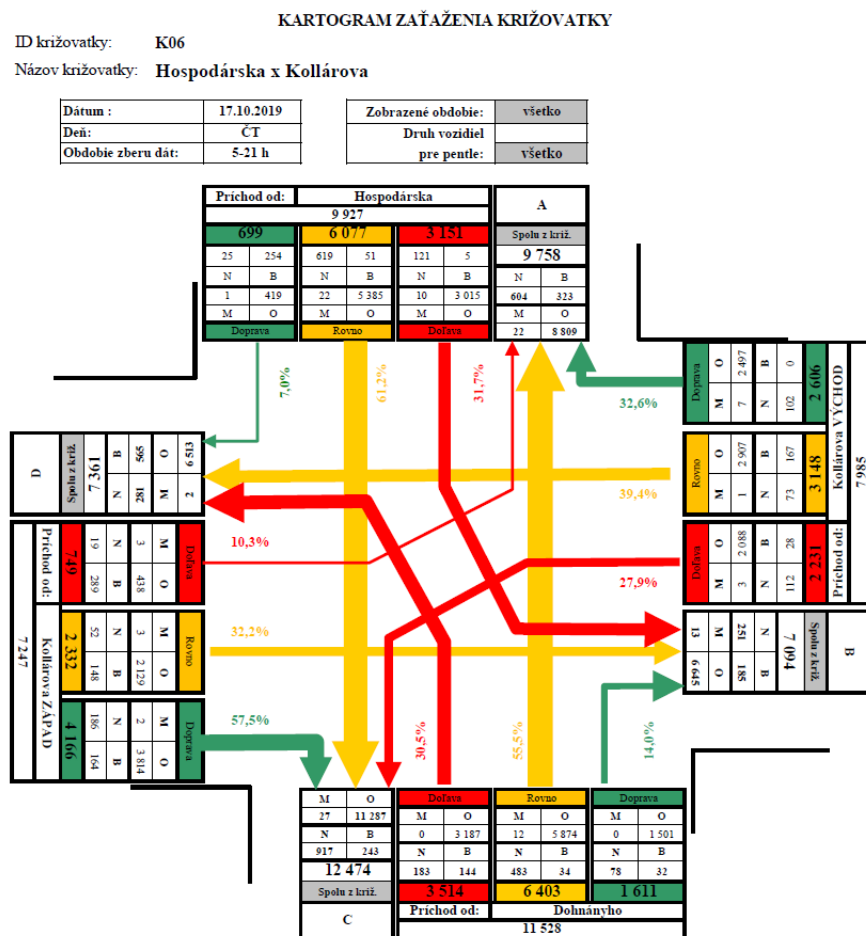 KARTOGRAM ZAŤAŽENIA KRIŽOVATKY
ID križovatky: K06
Názov križovatky: Hospodárska x Kollárova
Dátum : 17.10.2019
Deň: ČT
Obdobie zberu dát: 5-21 h
Zobrazené obdobie: všetko
Druh vozidiel
pre pentle: všetko
Príchod od: Hospodárska
9 927
699 6 077 3 151
25 254 619 51 121 5
N B N B N B
1 419 22 5 385 10 3 015
M O M O M O
Doprava Rovno Doľava
A
Spolu z križ.
9 758
N B
604 323
M O
22 8 809
7,0%
61,2%
31,7%
32,6%
39,4%
27,9%
Doprava
O 2 497 B 0
M 7 N 102
2 606
Rovno
O 2 907 B 167
M 1 N 73
3 148
Doľava
O 2 088 B 28
M 3 N 112
2 231
Príchod od: Kollárova VÝCHOD
7 985
B
Spolu z križ.
7 094
N B
251 185
M O
13 6 645
D
Spolu z križ.
7 361
B 565 O 6 513
N 281 M 2
Príchod od: Kollárova ZÁPAD
7 247
749
19 N 3 M
289 B 438 O
Doľava
2 332
52 N 3 M
148 B 2 129 O
Rovno
4 166
186 N 2 M
164 B 3 814 O
Doprava
10,3%
32,2%
57,5%
30,5%
55,5%
14,0%
M O
27 11 287
N B
917 243
12 474
Spolu z križ.
C
Doľava Rovno Doprava
M O M O M O
0 3 187 12 5 874 0 1 501
N B N B N B
183 144 483 34 78 32
3 514 6 403 1 611
Príchod od: Dohnányho
11 528